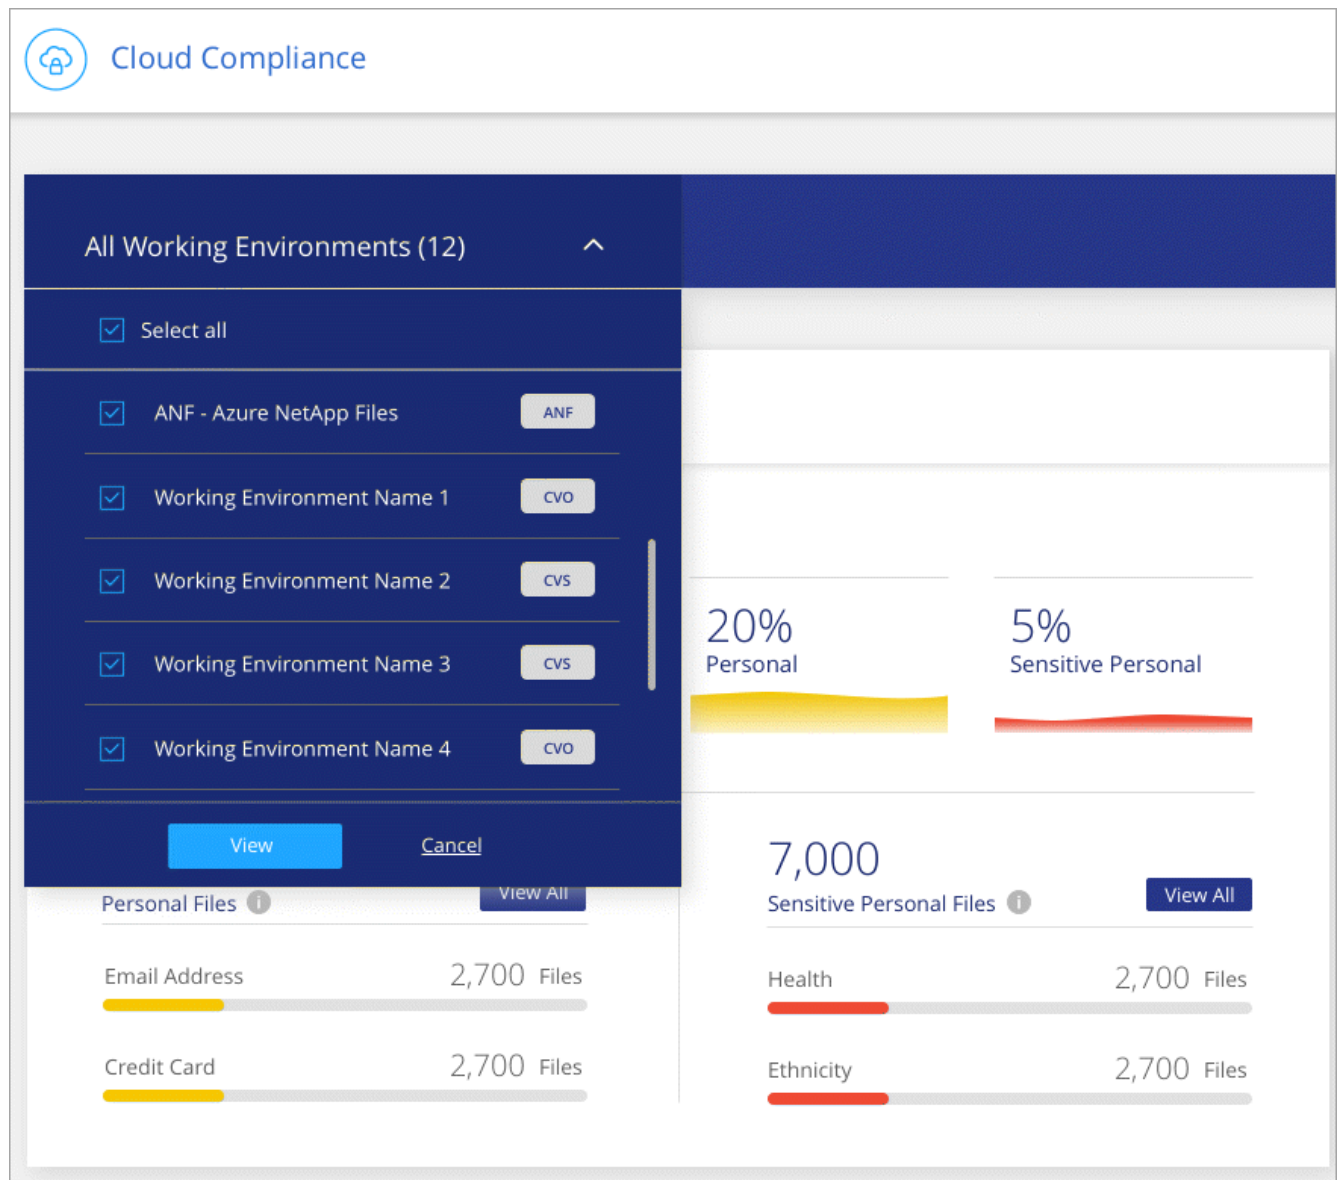 Cloud Compliance
All Working Environments (12)
Select all
ANF - Azure NetApp Files ANF
Working Environment Name 1 CVO
Working Environment Name 2 CVS
Working Environment Name 3 CVS
Working Environment Name 4 CVO
View Cancel
20%
Personal
5%
Sensitive Personal
Personal Files i View All
Email Address 2,700 Files
Credit Card 2,700 Files
7,000
Sensitive Personal Files i View All
Health 2,700 Files
Ethnicity 2,700 Files